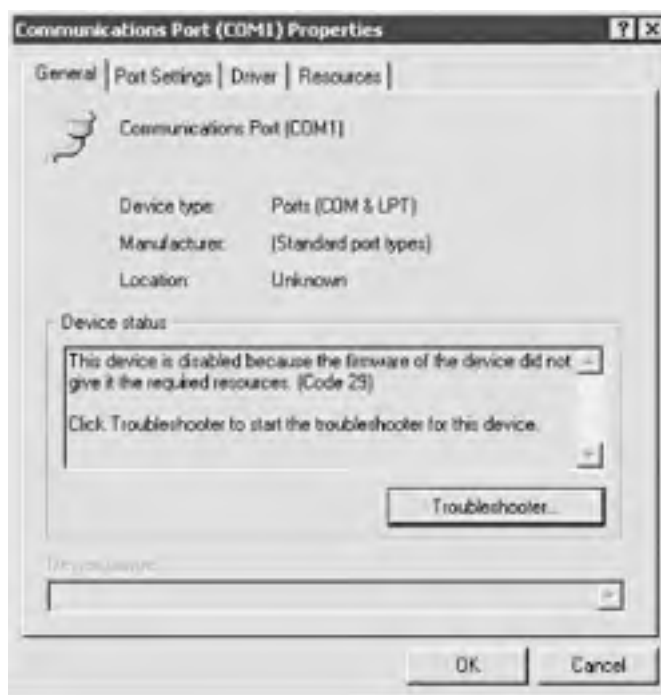 Communications Port (COM1) Properties
General Port Settings Driver Resources
Communications Port (COM1)
Device type: Ports (COM & LPT)
Manufacturer: (Standard port types)
Location: Unknown
Device status
This device is disabled because the firmware of the device did not
give it the required resources. (Code 29)
Click Troubleshooter to start the troubleshooter for this device.
Troubleshooter...
OK Cancel